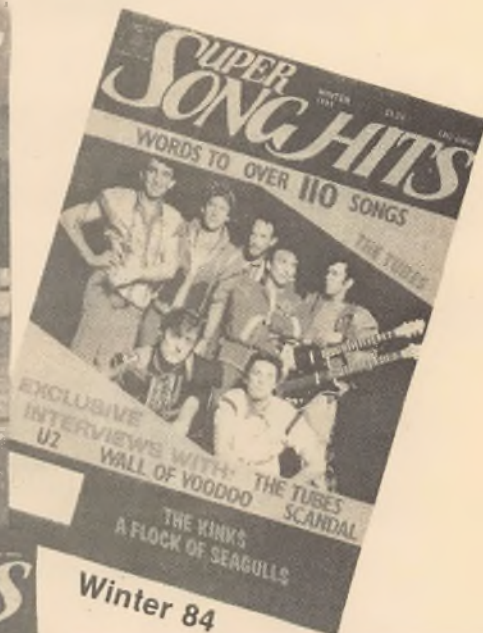 SUPER
SONG HITS
WINTER
WORDS TO OVER 110 SONGS
THE TUBES
EXCLUSIVE
INTERVIEWS WITH:
U2 WALL OF VOODOO THE TUBES
SCANDAL
THE KINKS
A FLOCK OF SEAGULLS
Winter 84